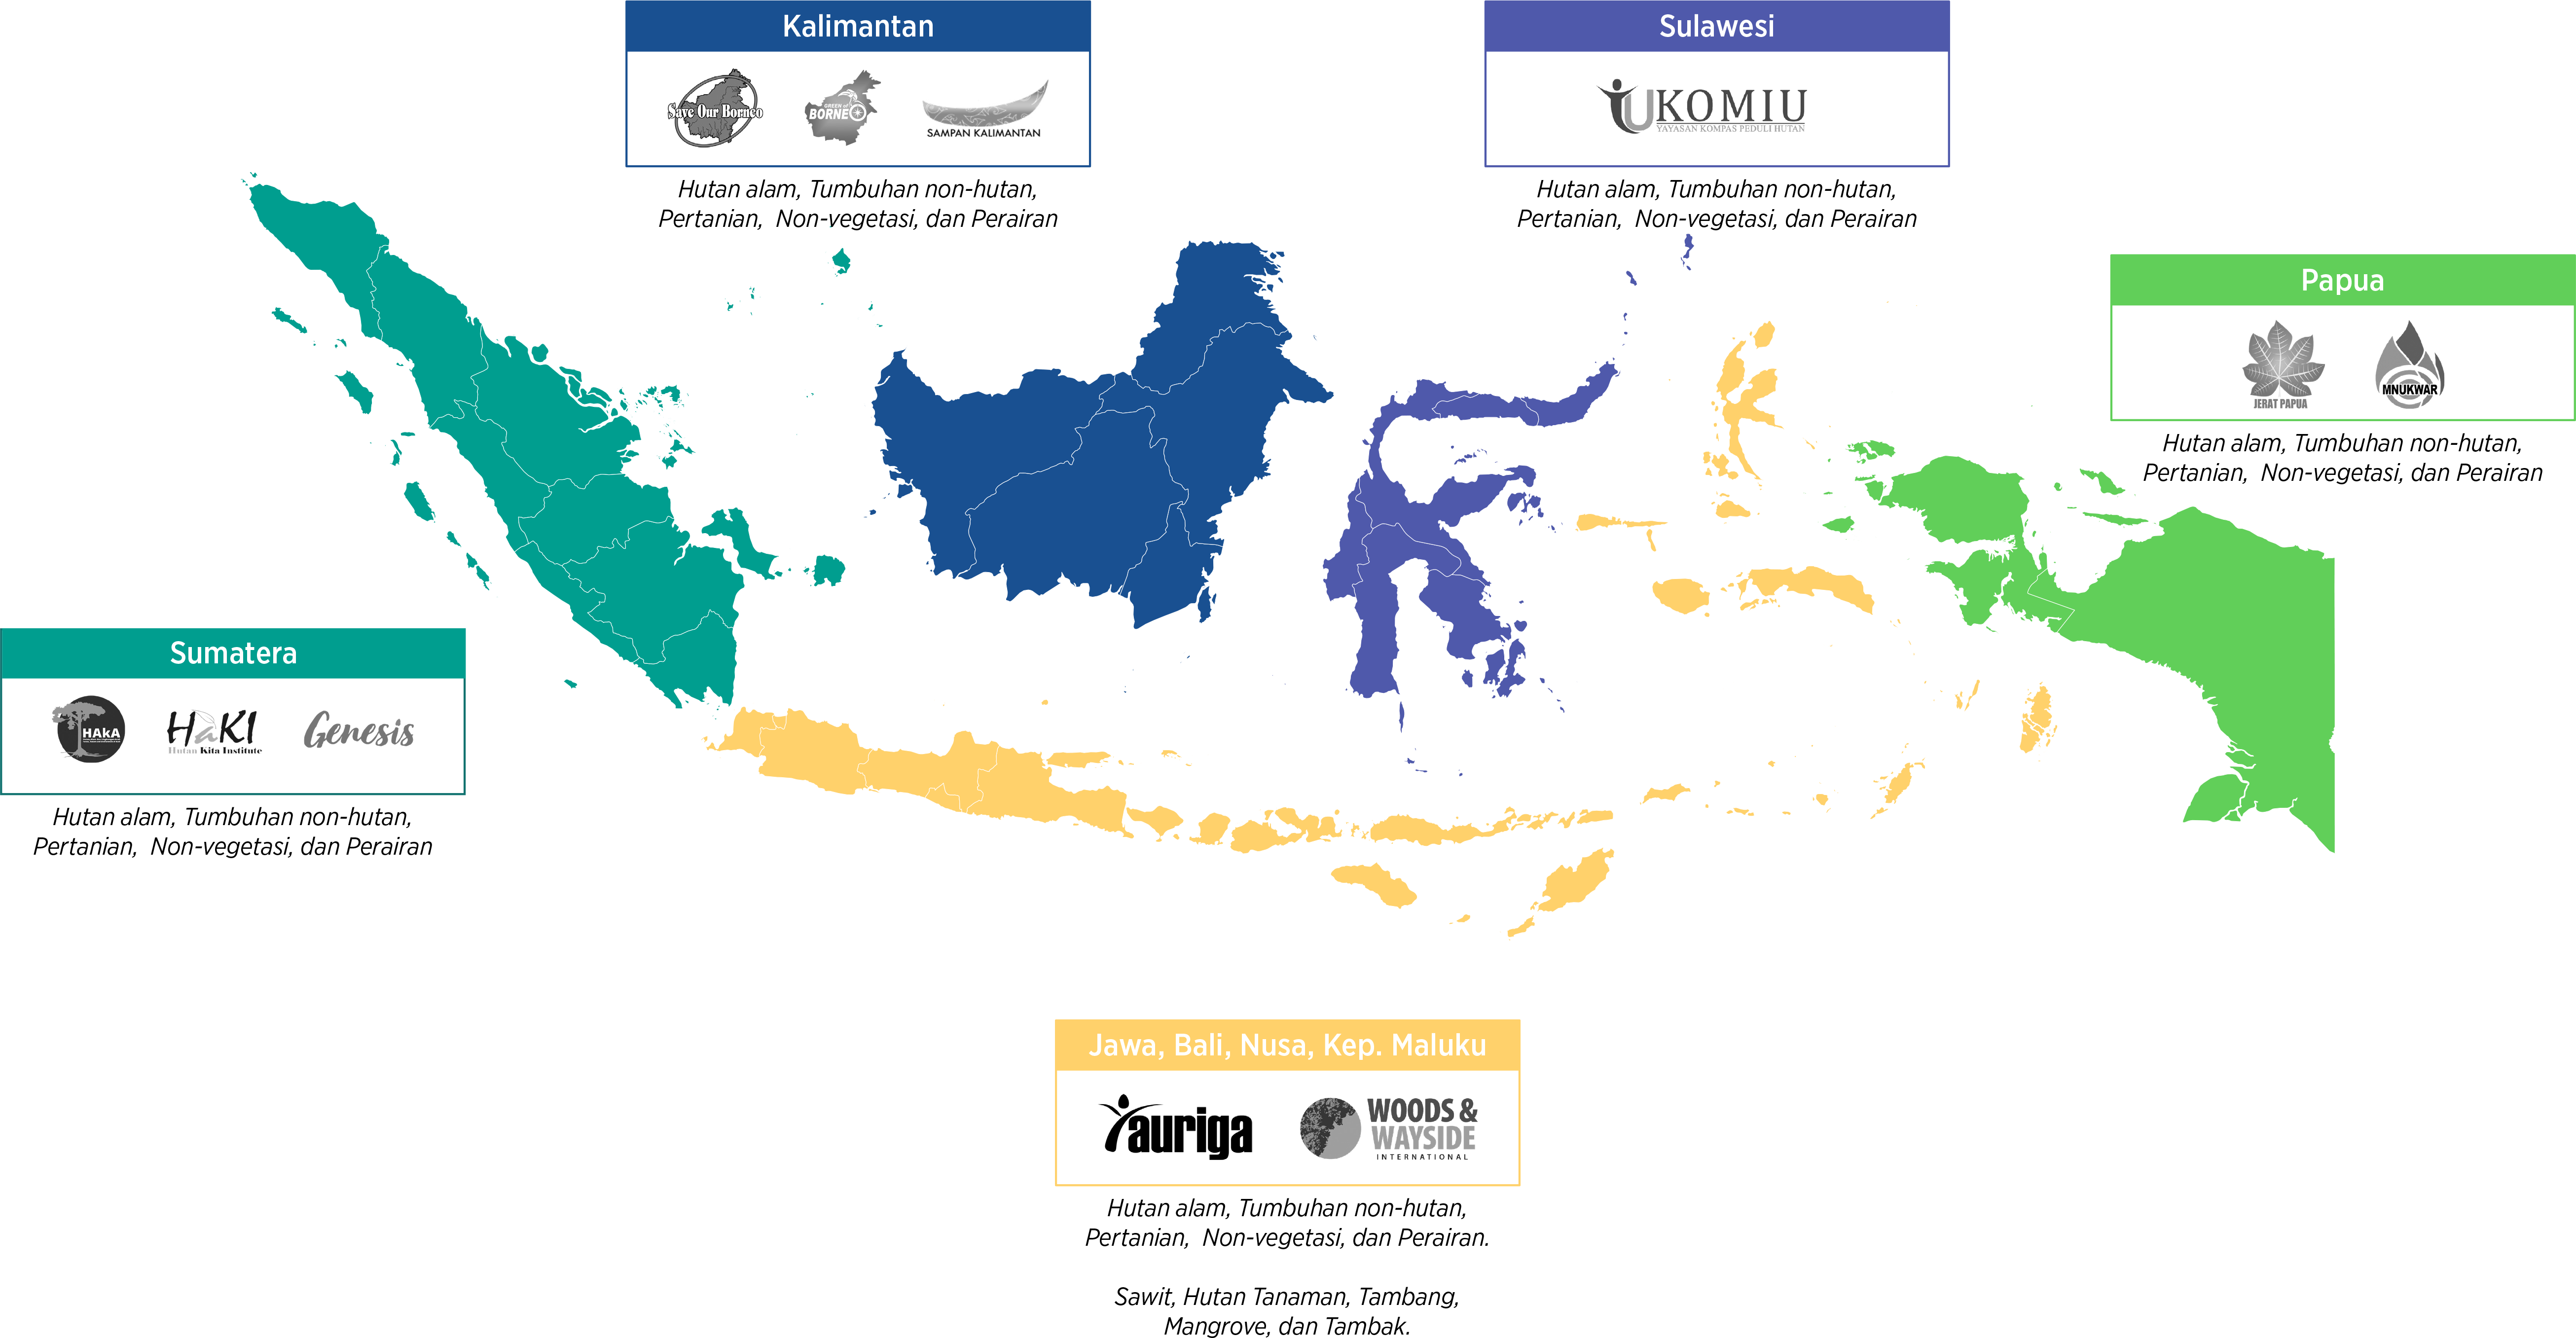 Kalimantan
Save Our Borneo
GREEN of
BORNEO
SAMPAN KALIMANTAN
Hutan alam, Tumbuhan non-hutan,
Pertanian, Non-vegetasi, dan Perairan
Sulawesi
KOMIU
YAYASAN KOMPAS PEDULI HUTAN
Hutan alam, Tumbuhan non-hutan,
Pertanian, Non-vegetasi, dan Perairan
Papua
JERAT PAPUA
MNUKWAR
Hutan alam, Tumbuhan non-hutan,
Pertanian, Non-vegetasi, dan Perairan
Sumatera
HAkA
HaKI
Hutan Kita Institute
Genesis
Hutan alam, Tumbuhan non-hutan,
Pertanian, Non-vegetasi, dan Perairan
Jawa, Bali, Nusa, Kep. Maluku
auriga
WOODS &
WAYSIDE
INTERNATIONAL
Hutan alam, Tumbuhan non-hutan,
Pertanian, Non-vegetasi, dan Perairan.
Sawit, Hutan Tanaman, Tambang,
Mangrove, dan Tambak.